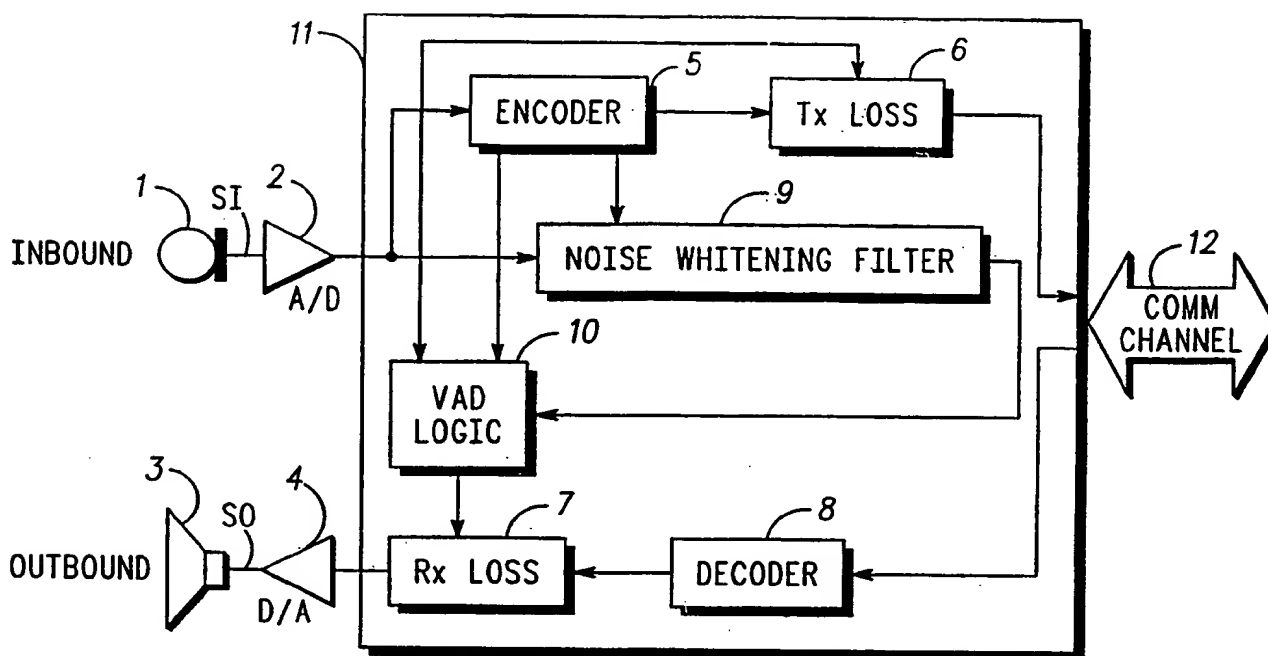 11
5
6
ENCODER
Tx LOSS
1
SI
2
9
INBOUND
A/D
NOISE WHITENING FILTER
12
COMM
CHANNEL
10
VAD
LOGIC
3
SO
4
7
8
OUTBOUND
D/A
Rx LOSS
DECODER